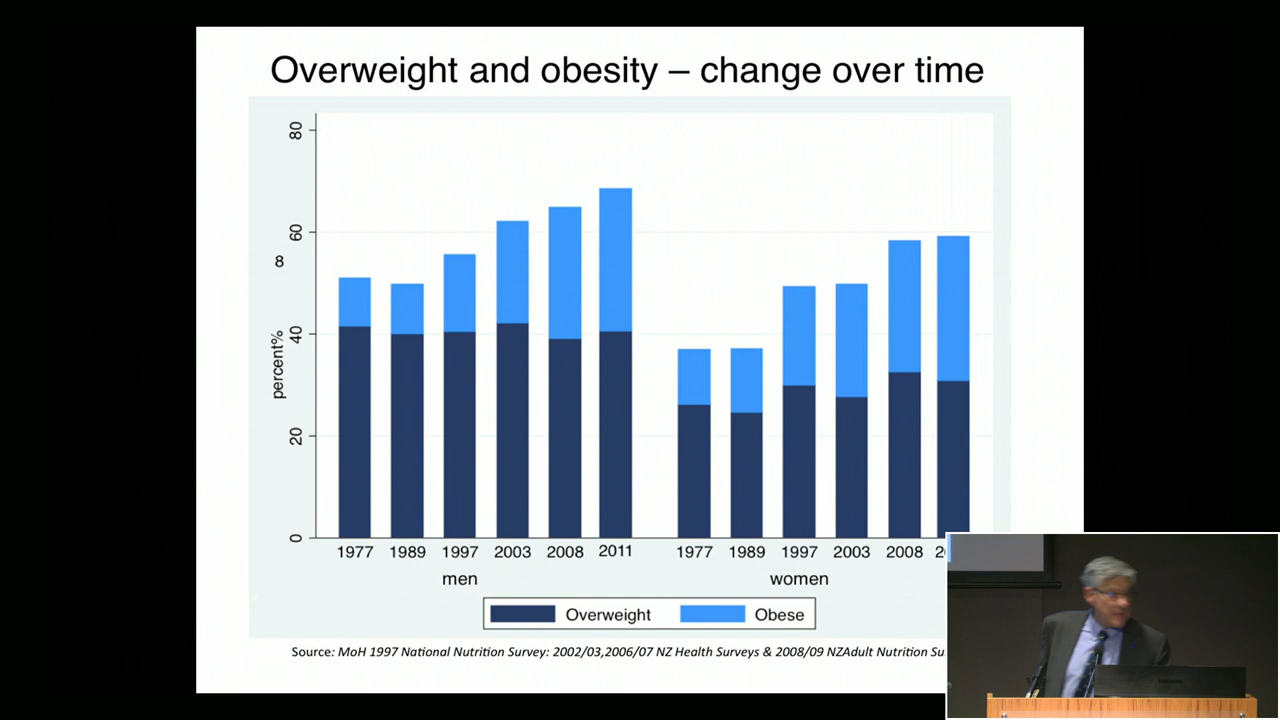 Overweight and obesity – change over time
80
60
8
40
percent%
20
0
1977 1989 1997 2003 2008 2011 1977 1989 1997 2003 2008
men women
Overweight Obese
Source: MoH 1997 National Nutrition Survey: 2002/03,2006/07 NZ Health Surveys & 2008/09 NZAdult Nutrition